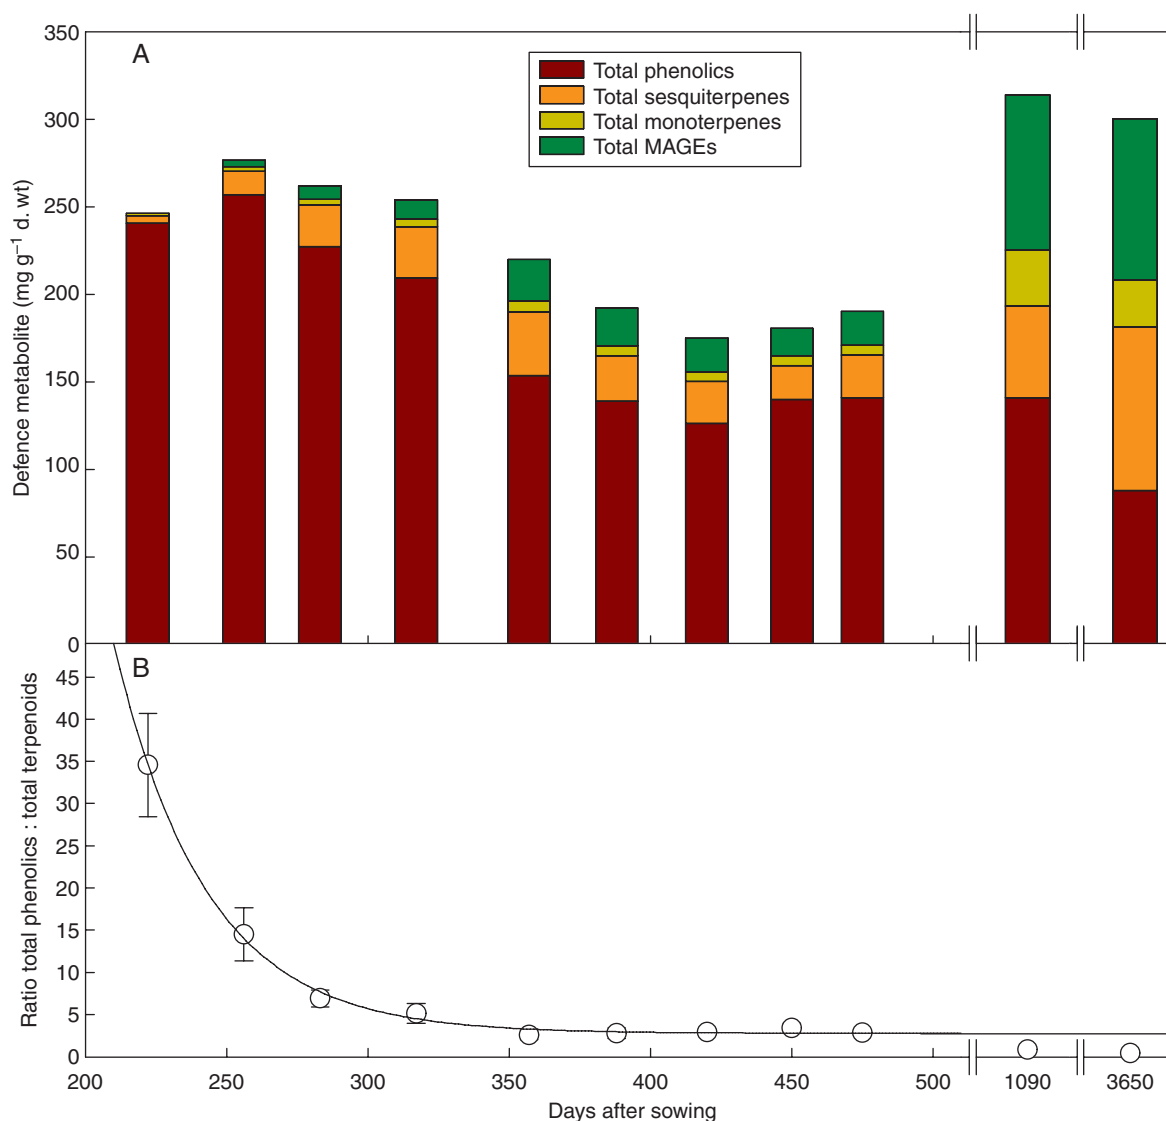 A
350
300
250
200
150
100
50
0
Defence metabolite (mg g⁻¹ d. wt)
Total phenolics
Total sesquiterpenes
Total monoterpenes
Total MAGEs
B
45
40
35
30
25
20
15
10
5
0
Ratio total phenolics : total terpenoids
200 250 300 350 400 450 500 1090 3650
Days after sowing